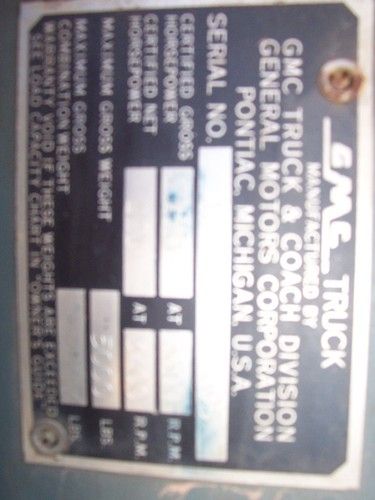 GMC TRUCK
MANUFACTURED BY
GMC TRUCK & COACH DIVISION
GENERAL MOTORS CORPORATION
PONTIAC, MICHIGAN, U.S.A.
SERIAL NO.
CERTIFIED GROSS HORSEPOWER AT R.P.M.
CERTIFIED NET HORSEPOWER AT R.P.M.
MAXIMUM GROSS WEIGHT LBS.
MAXIMUM GROSS COMBINATION WEIGHT LBS.
WARRANTY VOID IF THESE WEIGHTS ARE EXCEEDED
SEE LOAD CAPACITY CHART IN OWNER'S GUIDE